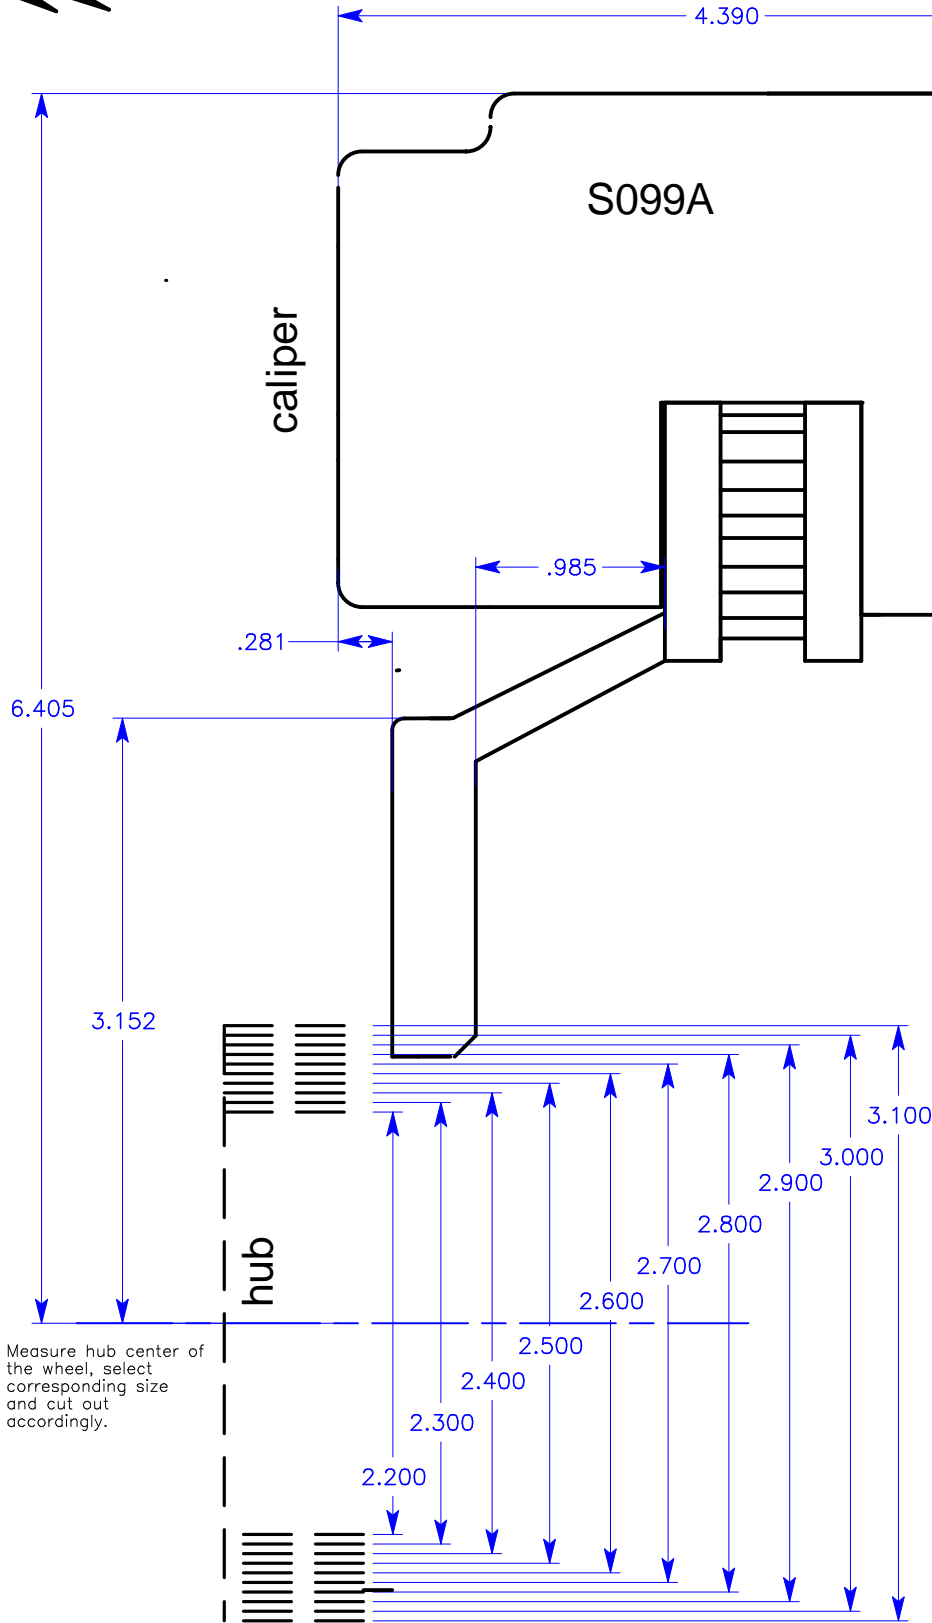 4.390
S099A
caliper
.985
.281
6.405
3.152
3.100
3.000
2.900
2.800
2.700
2.600
2.500
2.400
2.300
2.200
hub
Measure hub center of
the wheel, select
corresponding size
and cut out
accordingly.